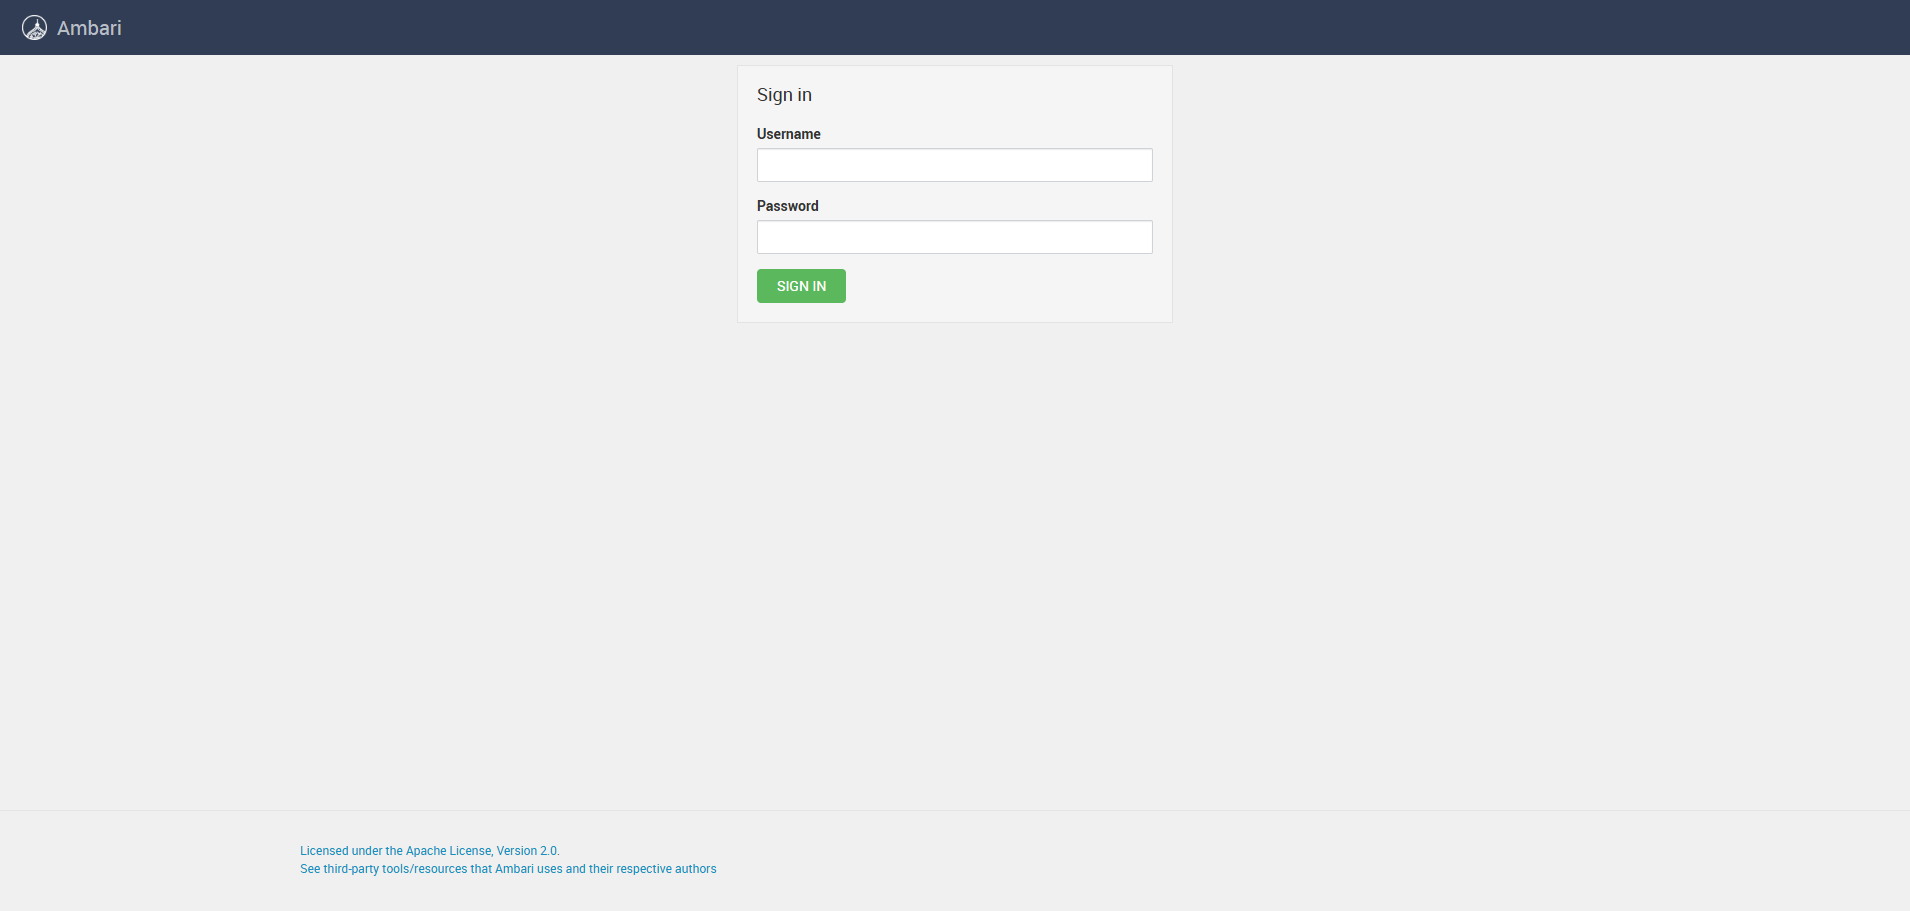 Ambari
Sign in
Username
Password
SIGN IN
Licensed under the Apache License, Version 2.0.
See third-party tools/resources that Ambari uses and their respective authors